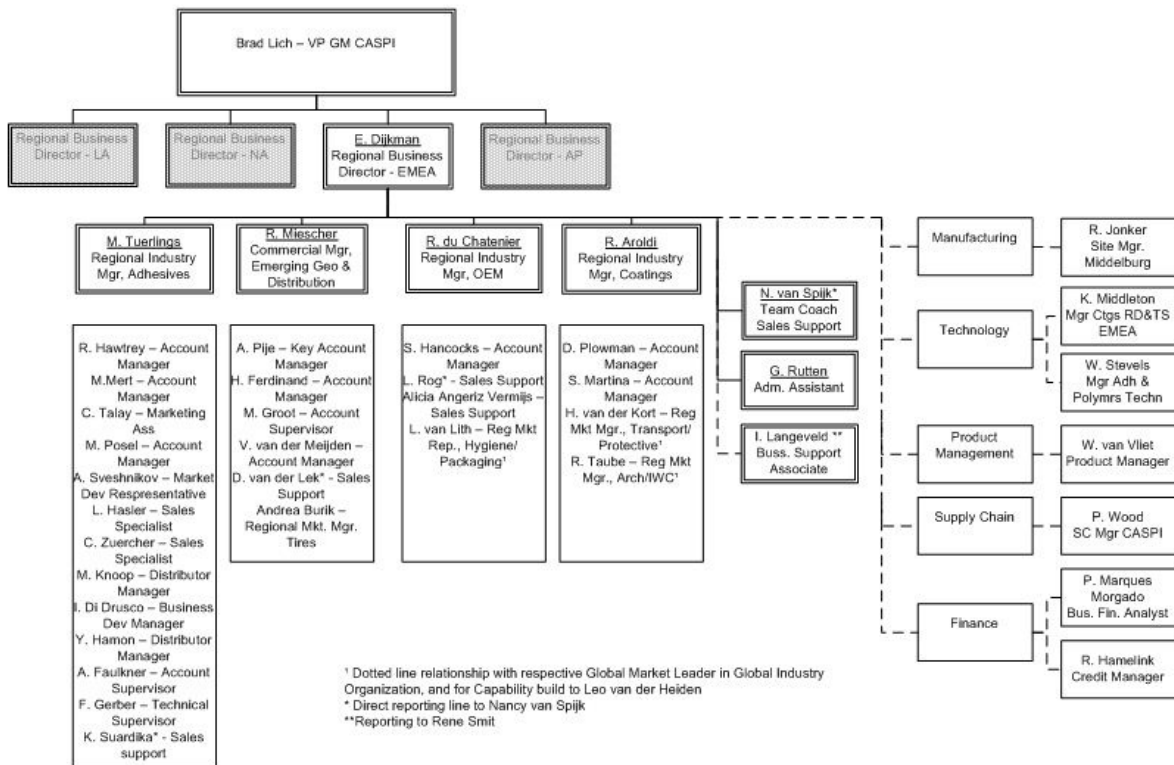 Brad Lich – VP GM CASPI
Regional Business
Director - LA
Regional Business
Director - NA
E. Dijkman
Regional Business
Director - EMEA
Regional Business
Director - AP
M. Tuerlings
Regional Industry
Mgr, Adhesives
R. Miescher
Commercial Mgr,
Emerging Geo &
Distribution
R. du Chatenier
Regional Industry
Mgr, OEM
R. Aroldi
Regional Industry
Mgr, Coatings
R. Hawtrey – Account
Manager
M.Mert – Account
Manager
C. Talay – Marketing
Ass
M. Posel – Account
Manager
A. Sveshnikov – Market
Dev Respresentative
L. Hasler – Sales
Specialist
C. Zuercher – Sales
Specialist
M. Knoop – Distributor
Manager
I. Di Drusco – Business
Dev Manager
Y. Hamon – Distributor
Manager
A. Faulkner – Account
Supervisor
F. Gerber – Technical
Supervisor
K. Suardika* - Sales
support
A. Pije – Key Account
Manager
H. Ferdinand – Account
Manager
M. Groot – Account
Supervisor
V. van der Meijden –
Account Manager
D. van der Lek* - Sales
Support
Andrea Burik –
Regional Mkt. Mgr.
Tires
S. Hancocks – Account
Manager
L. Rog* - Sales Support
Alicia Angeriz Vermijs –
Sales Support
L. van Lith – Reg Mkt
Rep., Hygiene/
Packaging¹
D. Plowman – Account
Manager
S. Martina – Account
Manager
H. van der Kort – Reg
Mkt Mgr., Transport/
Protective¹
R. Taube – Reg Mkt
Mgr., Arch/IWC¹
N. van Spijk*
Team Coach
Sales Support
G. Rutten
Adm. Assistant
I. Langeveld **
Buss. Support
Associate
Manufacturing
R. Jonker
Site Mgr.
Middelburg
Technology
K. Middleton
Mgr Ctgs RD&TS
EMEA
W. Stevels
Mgr Adh &
Polymrs Techn
Product
Management
W. van Vliet
Product Manager
Supply Chain
P. Wood
SC Mgr CASPI
Finance
P. Marques
Morgado
Bus. Fin. Analyst
R. Hamelink
Credit Manager
¹ Dotted line relationship with respective Global Market Leader in Global Industry
Organization, and for Capability build to Leo van der Heiden
* Direct reporting line to Nancy van Spijk
**Reporting to Rene Smit